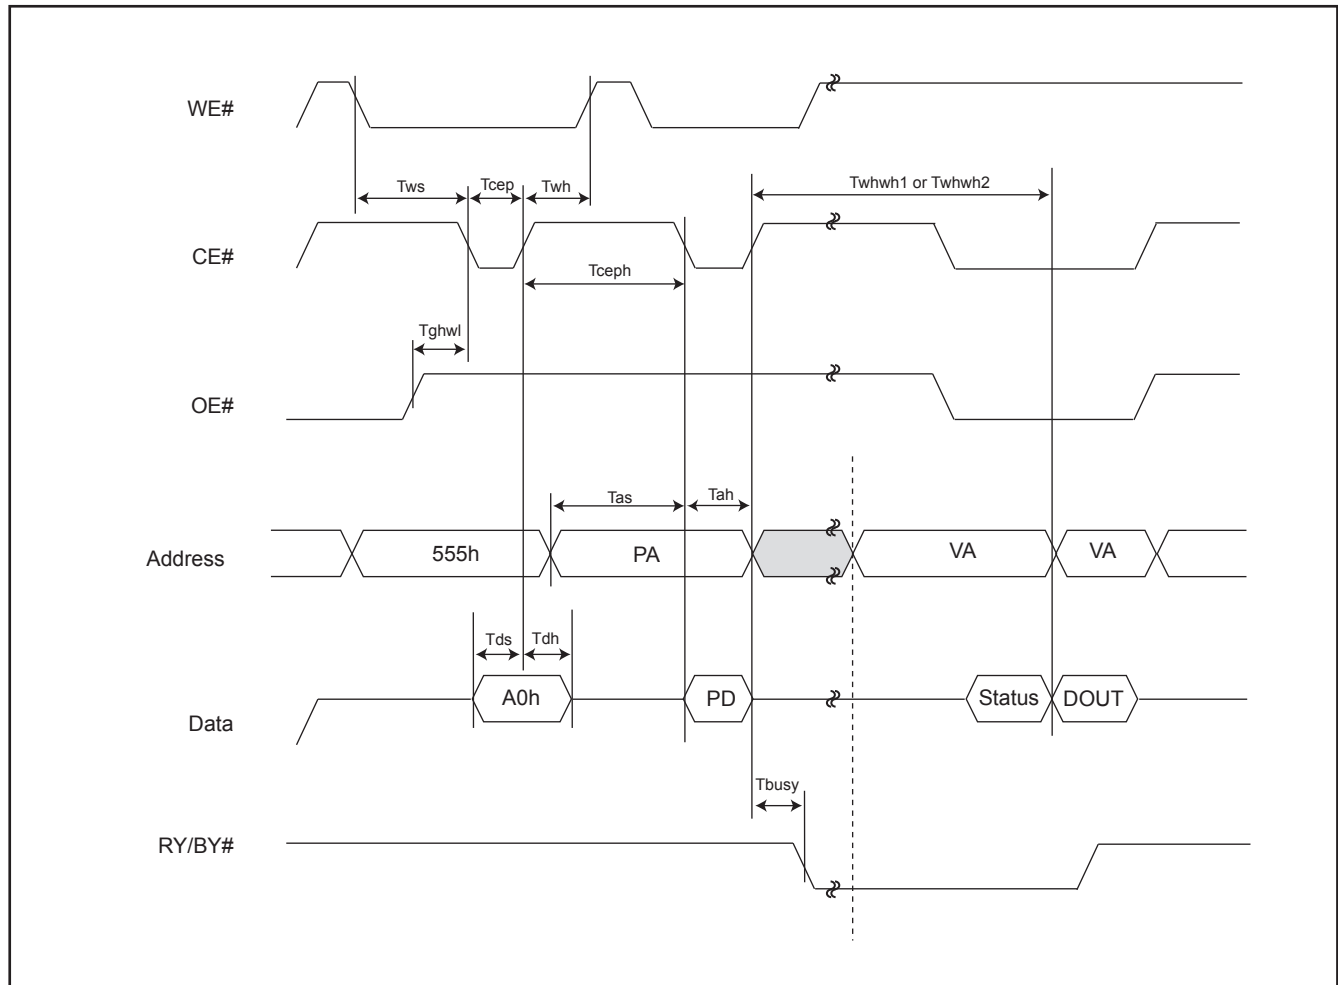 WE#
Tws
Tcep
Twh
Twhwh1 or Twhwh2
CE#
Tceph
Tghwl
OE#
Tas
Tah
Address
555h
PA
VA
VA
Tds
Tdh
Data
A0h
PD
Status
DOUT
Tbusy
RY/BY#